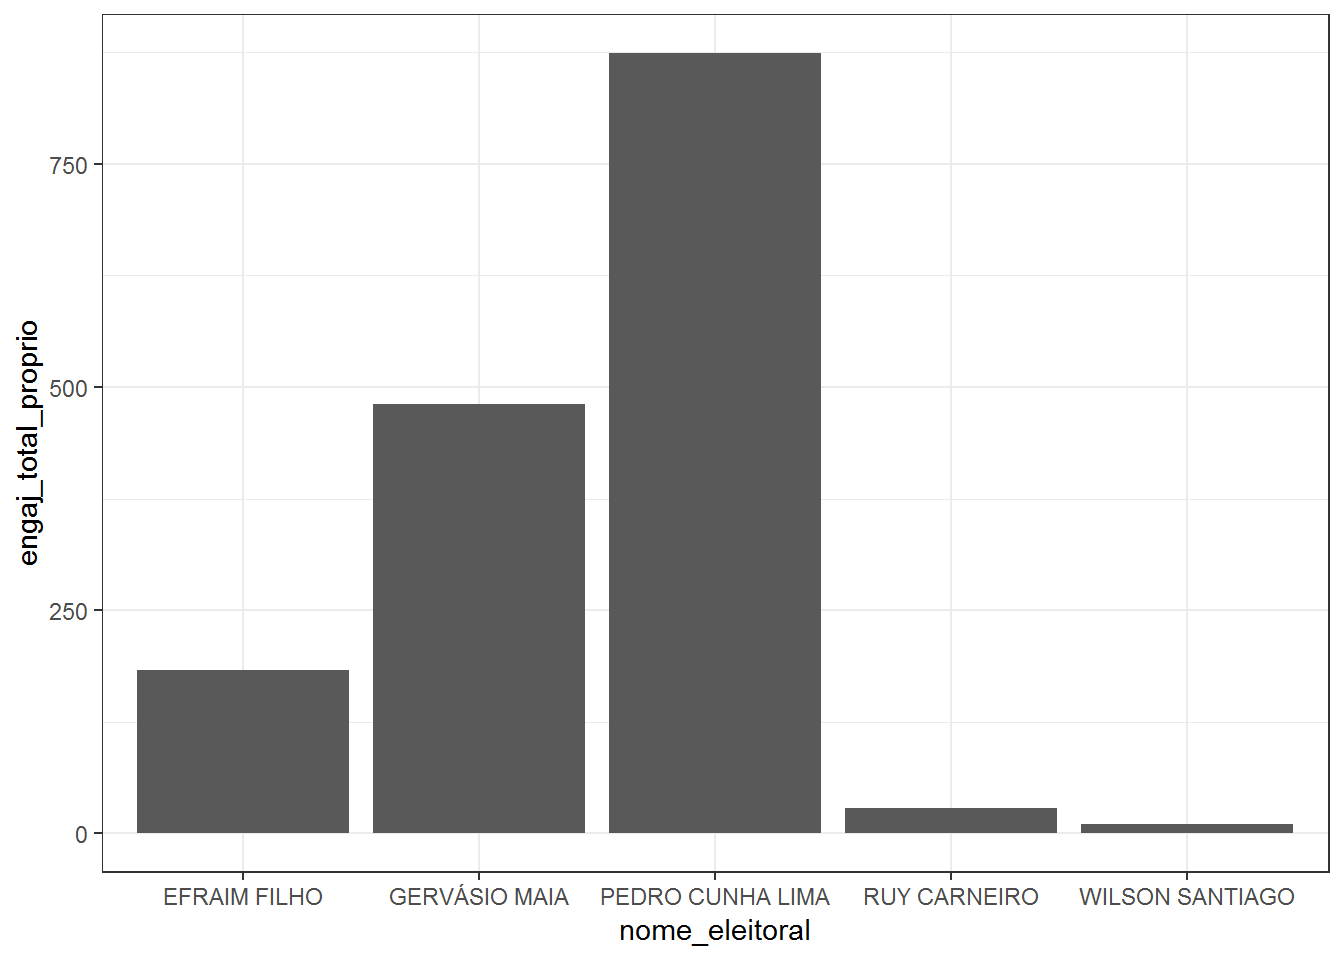 engaj_total_proprio
750
500
250
0
EFRAIM FILHO
GERVÁSIO MAIA
PEDRO CUNHA LIMA
RUY CARNEIRO
WILSON SANTIAGO
nome_eleitoral